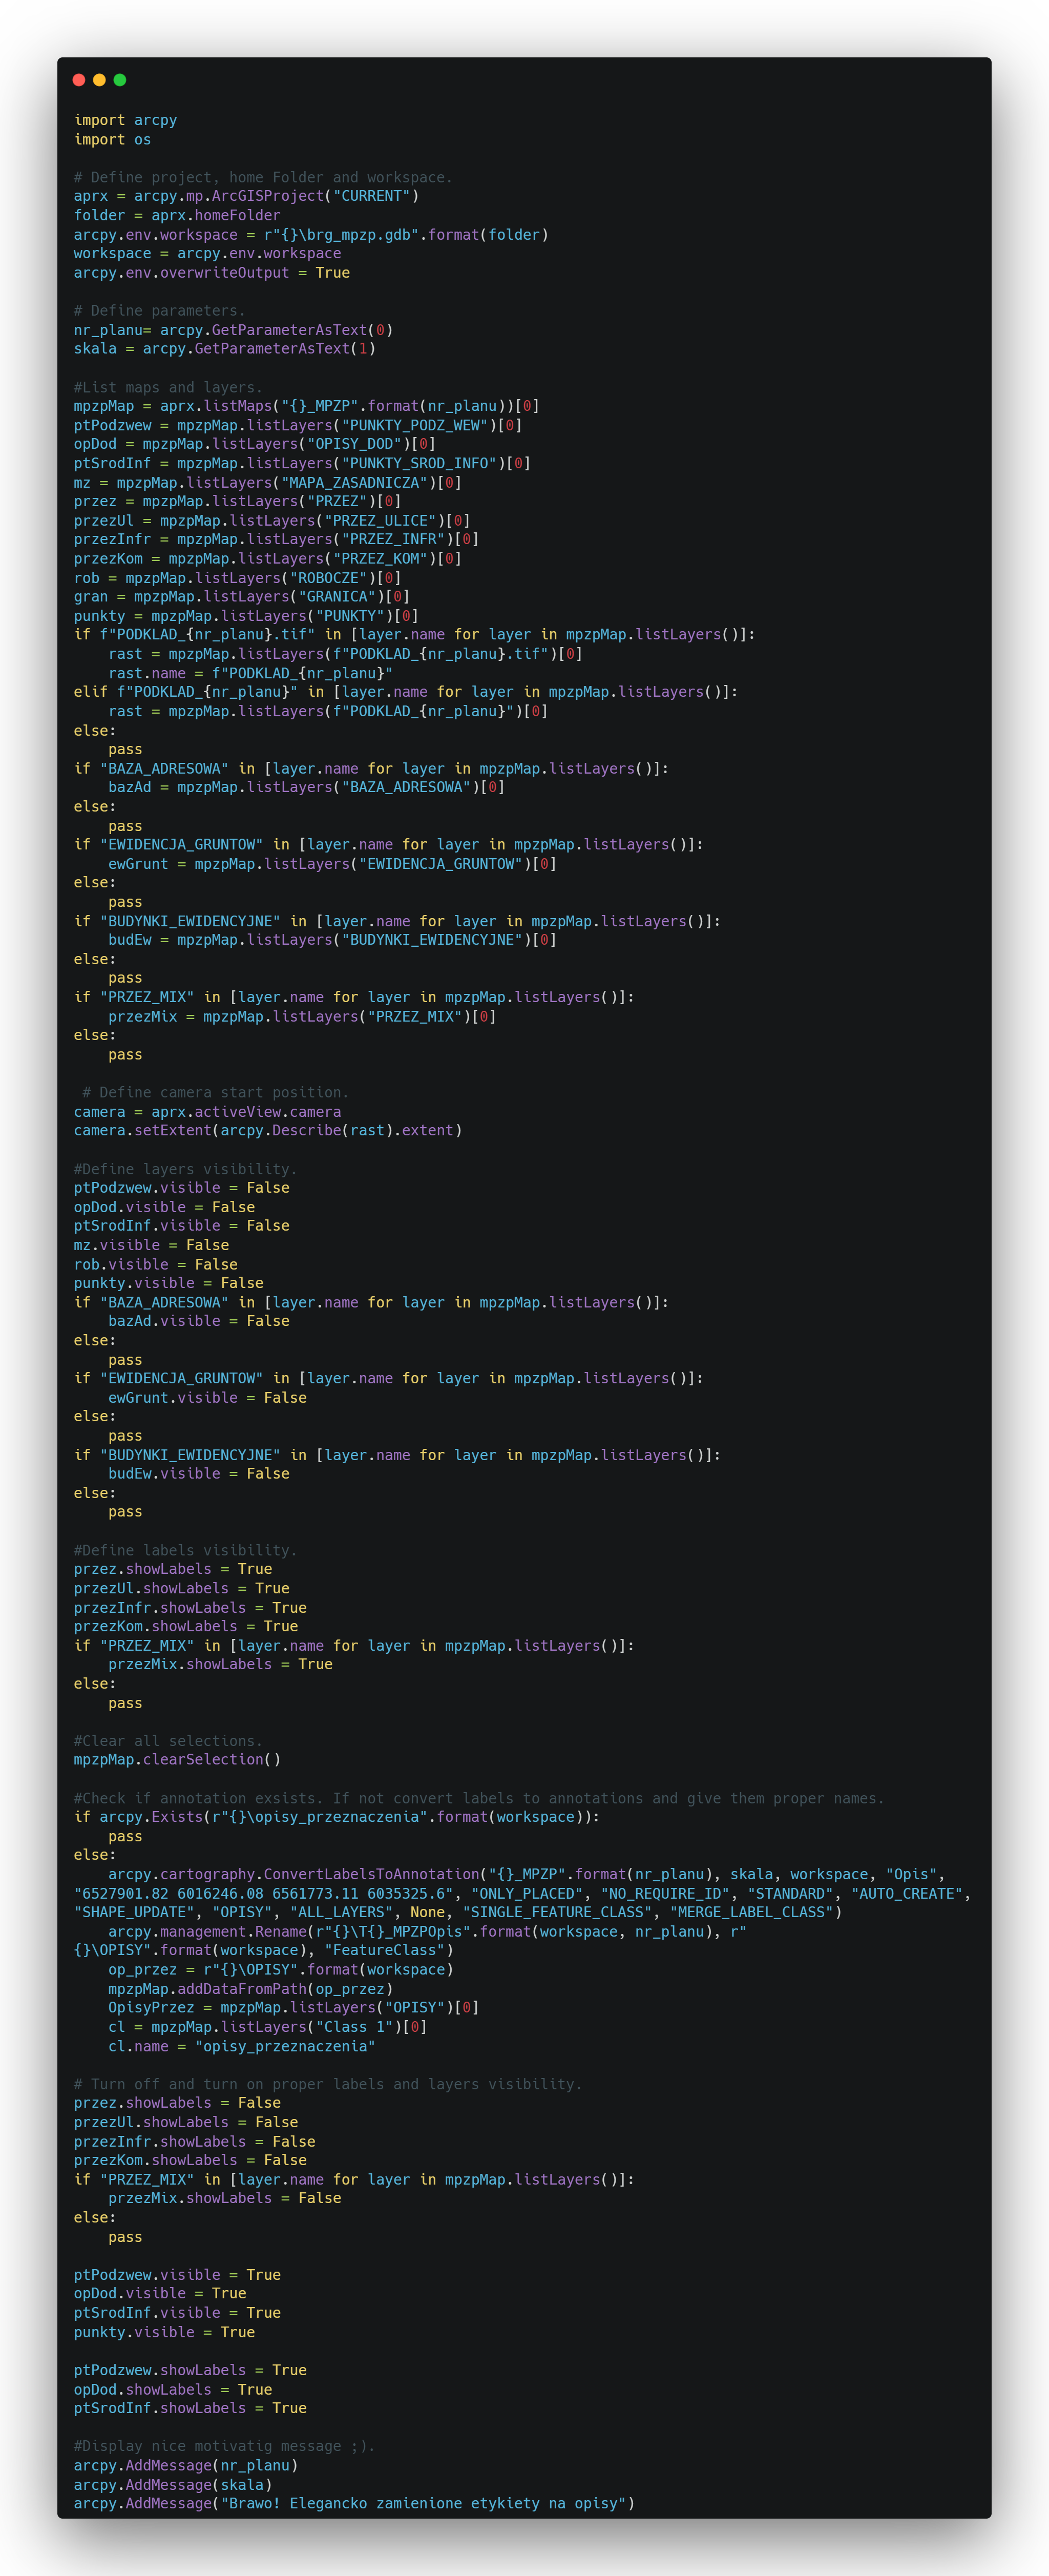 import arcpy
import os

# Define project, home Folder and workspace.
aprx = arcpy.mp.ArcGISProject("CURRENT")
folder = aprx.homeFolder
arcpy.env.workspace = r"{}\brg_mpzp.gdb".format(folder)
workspace = arcpy.env.workspace
arcpy.env.overwriteOutput = True

# Define parameters.
nr_planu= arcpy.GetParameterAsText(0)
skala = arcpy.GetParameterAsText(1)

#List maps and layers.
mpzpMap = aprx.listMaps("{}_MPZP".format(nr_planu))[0]
ptPodzwew = mpzpMap.listLayers("PUNKTY_PODZ_WEW")[0]
opDod = mpzpMap.listLayers("OPISY_DOD")[0]
ptSrodInf = mpzpMap.listLayers("PUNKTY_SROD_INFO")[0]
mz = mpzpMap.listLayers("MAPA_ZASADNICZA")[0]
przez = mpzpMap.listLayers("PRZEZ")[0]
przezUl = mpzpMap.listLayers("PRZEZ_ULICE")[0]
przezInfr = mpzpMap.listLayers("PRZEZ_INFR")[0]
przezKom = mpzpMap.listLayers("PRZEZ_KOM")[0]
rob = mpzpMap.listLayers("ROBOCZE")[0]
gran = mpzpMap.listLayers("GRANICA")[0]
punkty = mpzpMap.listLayers("PUNKTY")[0]
if f"PODKLAD_{nr_planu}.tif" in [layer.name for layer in mpzpMap.listLayers()]:
    rast = mpzpMap.listLayers(f"PODKLAD_{nr_planu}.tif")[0]
    rast.name = f"PODKLAD_{nr_planu}"
elif f"PODKLAD_{nr_planu}" in [layer.name for layer in mpzpMap.listLayers()]:
    rast = mpzpMap.listLayers(f"PODKLAD_{nr_planu}")[0]
else:
    pass
if "BAZA_ADRESOWA" in [layer.name for layer in mpzpMap.listLayers()]:
    bazAd = mpzpMap.listLayers("BAZA_ADRESOWA")[0]
else:
    pass
if "EWIDENCJA_GRUNTOW" in [layer.name for layer in mpzpMap.listLayers()]:
    ewGrunt = mpzpMap.listLayers("EWIDENCJA_GRUNTOW")[0]
else:
    pass
if "BUDYNKI_EWIDENCYJNE" in [layer.name for layer in mpzpMap.listLayers()]:
    budEw = mpzpMap.listLayers("BUDYNKI_EWIDENCYJNE")[0]
else:
    pass
if "PRZEZ_MIX" in [layer.name for layer in mpzpMap.listLayers()]:
    przezMix = mpzpMap.listLayers("PRZEZ_MIX")[0]
else:
    pass

 # Define camera start position.
camera = aprx.activeView.camera
camera.setExtent(arcpy.Describe(rast).extent)

#Define layers visibility.
ptPodzwew.visible = False
opDod.visible = False
ptSrodInf.visible = False
mz.visible = False
rob.visible = False
punkty.visible = False
if "BAZA_ADRESOWA" in [layer.name for layer in mpzpMap.listLayers()]:
    bazAd.visible = False
else:
    pass
if "EWIDENCJA_GRUNTOW" in [layer.name for layer in mpzpMap.listLayers()]:
    ewGrunt.visible = False
else:
    pass
if "BUDYNKI_EWIDENCYJNE" in [layer.name for layer in mpzpMap.listLayers()]:
    budEw.visible = False
else:
    pass

#Define labels visibility.
przez.showLabels = True
przezUl.showLabels = True
przezInfr.showLabels = True
przezKom.showLabels = True
if "PRZEZ_MIX" in [layer.name for layer in mpzpMap.listLayers()]:
    przezMix.showLabels = True
else:
    pass

#Clear all selections.
mpzpMap.clearSelection()

#Check if annotation exsists. If not convert labels to annotations and give them proper names.
if arcpy.Exists(r"{}\opisy_przeznaczenia".format(workspace)):
    pass
else:
    arcpy.cartography.ConvertLabelsToAnnotation("{}_MPZP".format(nr_planu), skala, workspace, "Opis",
"6527901.82 6016246.08 6561773.11 6035325.6", "ONLY_PLACED", "NO_REQUIRE_ID", "STANDARD", "AUTO_CREATE",
"SHAPE_UPDATE", "OPISY", "ALL_LAYERS", None, "SINGLE_FEATURE_CLASS", "MERGE_LABEL_CLASS")
    arcpy.management.Rename(r"{}\T{}_MPZPOpis".format(workspace, nr_planu), r"
{}\OPISY".format(workspace), "FeatureClass")
    op_przez = r"{}\OPISY".format(workspace)
    mpzpMap.addDataFromPath(op_przez)
    OpisyPrzez = mpzpMap.listLayers("OPISY")[0]
    cl = mpzpMap.listLayers("Class 1")[0]
    cl.name = "opisy_przeznaczenia"

# Turn off and turn on proper labels and layers visibility.
przez.showLabels = False
przezUl.showLabels = False
przezInfr.showLabels = False
przezKom.showLabels = False
if "PRZEZ_MIX" in [layer.name for layer in mpzpMap.listLayers()]:
    przezMix.showLabels = False
else:
    pass

ptPodzwew.visible = True
opDod.visible = True
ptSrodInf.visible = True
punkty.visible = True

ptPodzwew.showLabels = True
opDod.showLabels = True
ptSrodInf.showLabels = True

#Display nice motivatig message ;).
arcpy.AddMessage(nr_planu)
arcpy.AddMessage(skala)
arcpy.AddMessage("Brawo! Elegancko zamienione etykiety na opisy")